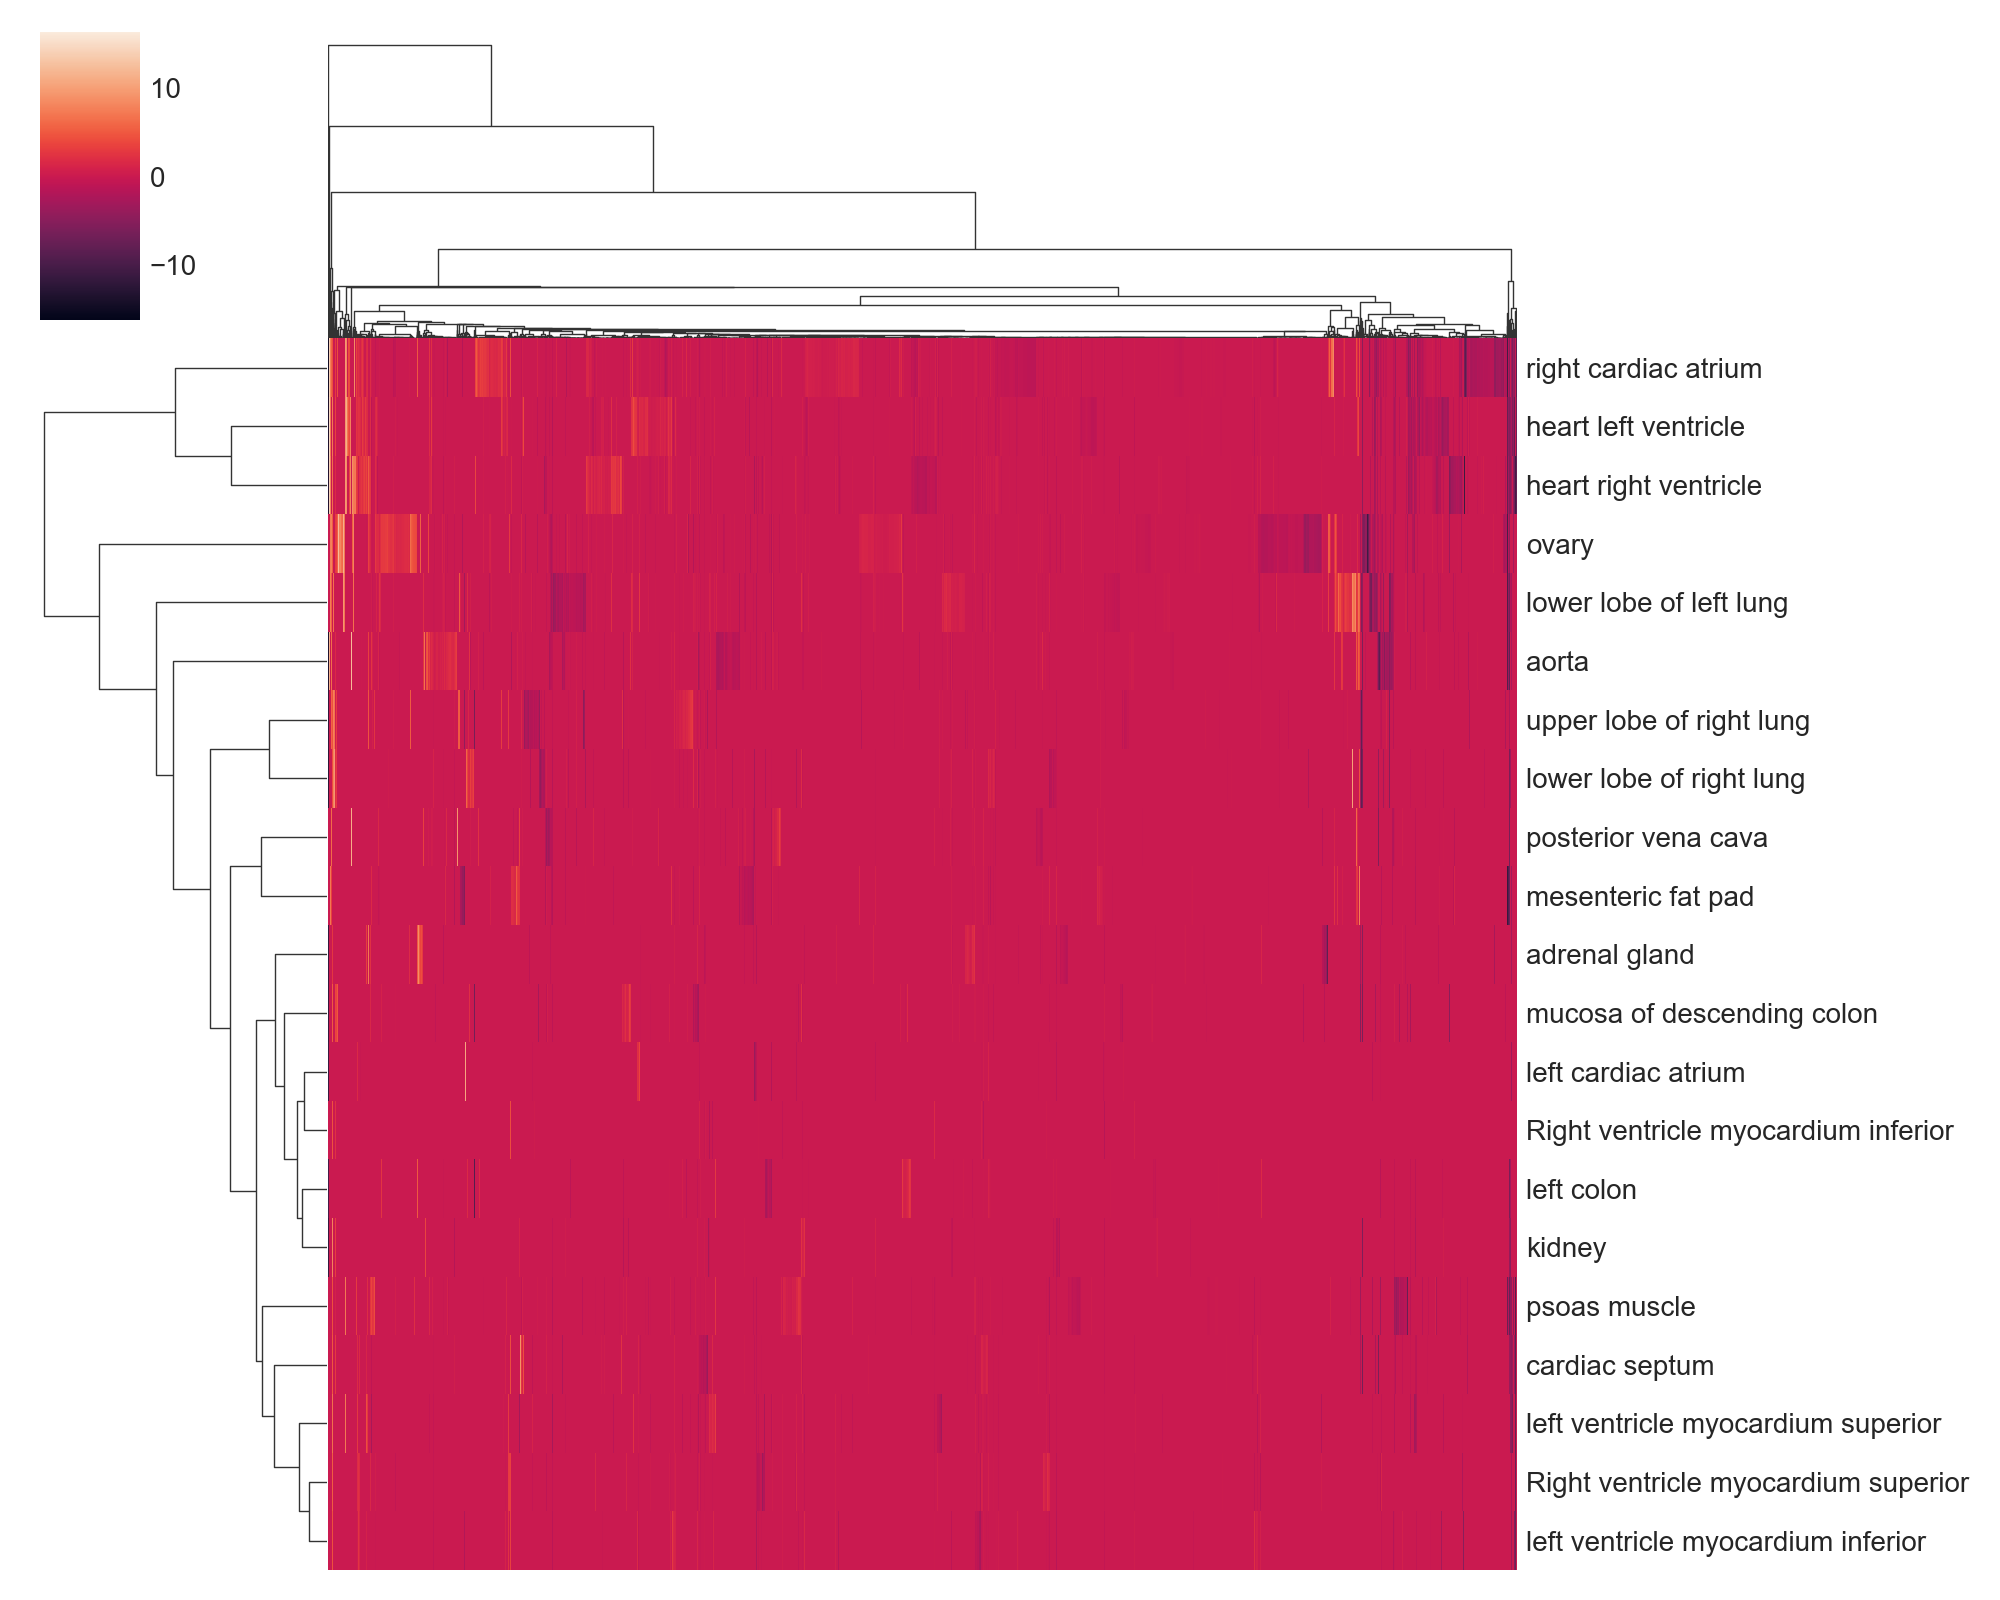 10
0
−10
right cardiac atrium
heart left ventricle
heart right ventricle
ovary
lower lobe of left lung
aorta
upper lobe of right lung
lower lobe of right lung
posterior vena cava
mesenteric fat pad
adrenal gland
mucosa of descending colon
left cardiac atrium
Right ventricle myocardium inferior
left colon
kidney
psoas muscle
cardiac septum
left ventricle myocardium superior
Right ventricle myocardium superior
left ventricle myocardium inferior